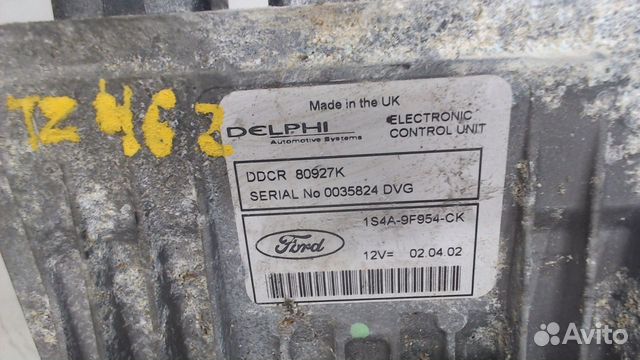 TZ 462
Made in the UK
DELPHI
Automotive Systems
ELECTRONIC
CONTROL UNIT
DDCR 80927K
SERIAL No 0035824 DVG
1S4A-9F954-CK
Ford
12V= 02.04.02
Avito